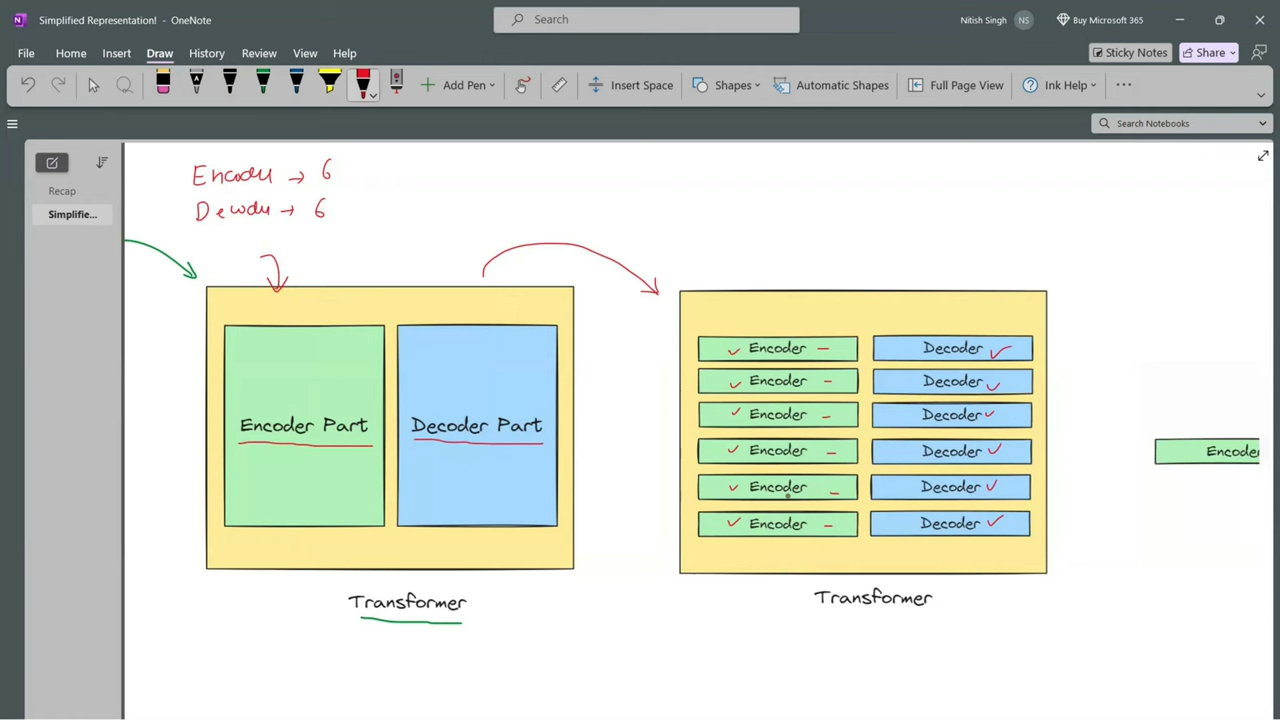 Simplified Representation! - OneNote
Search
Nitish Singh NS
Buy Microsoft 365
File Home Insert Draw History Review View Help
Sticky Notes
Share
Add Pen
Insert Space
Shapes
Automatic Shapes
Full Page View
Ink Help
Search Notebooks
Recap
Simplifie...
Encoder → 6
Decoder → 6
Encoder Part
Decoder Part
Transformer
Encoder - Decoder
Encoder - Decoder
Encoder - Decoder
Encoder - Decoder
Encoder - Decoder
Encoder - Decoder
Transformer
Encoder